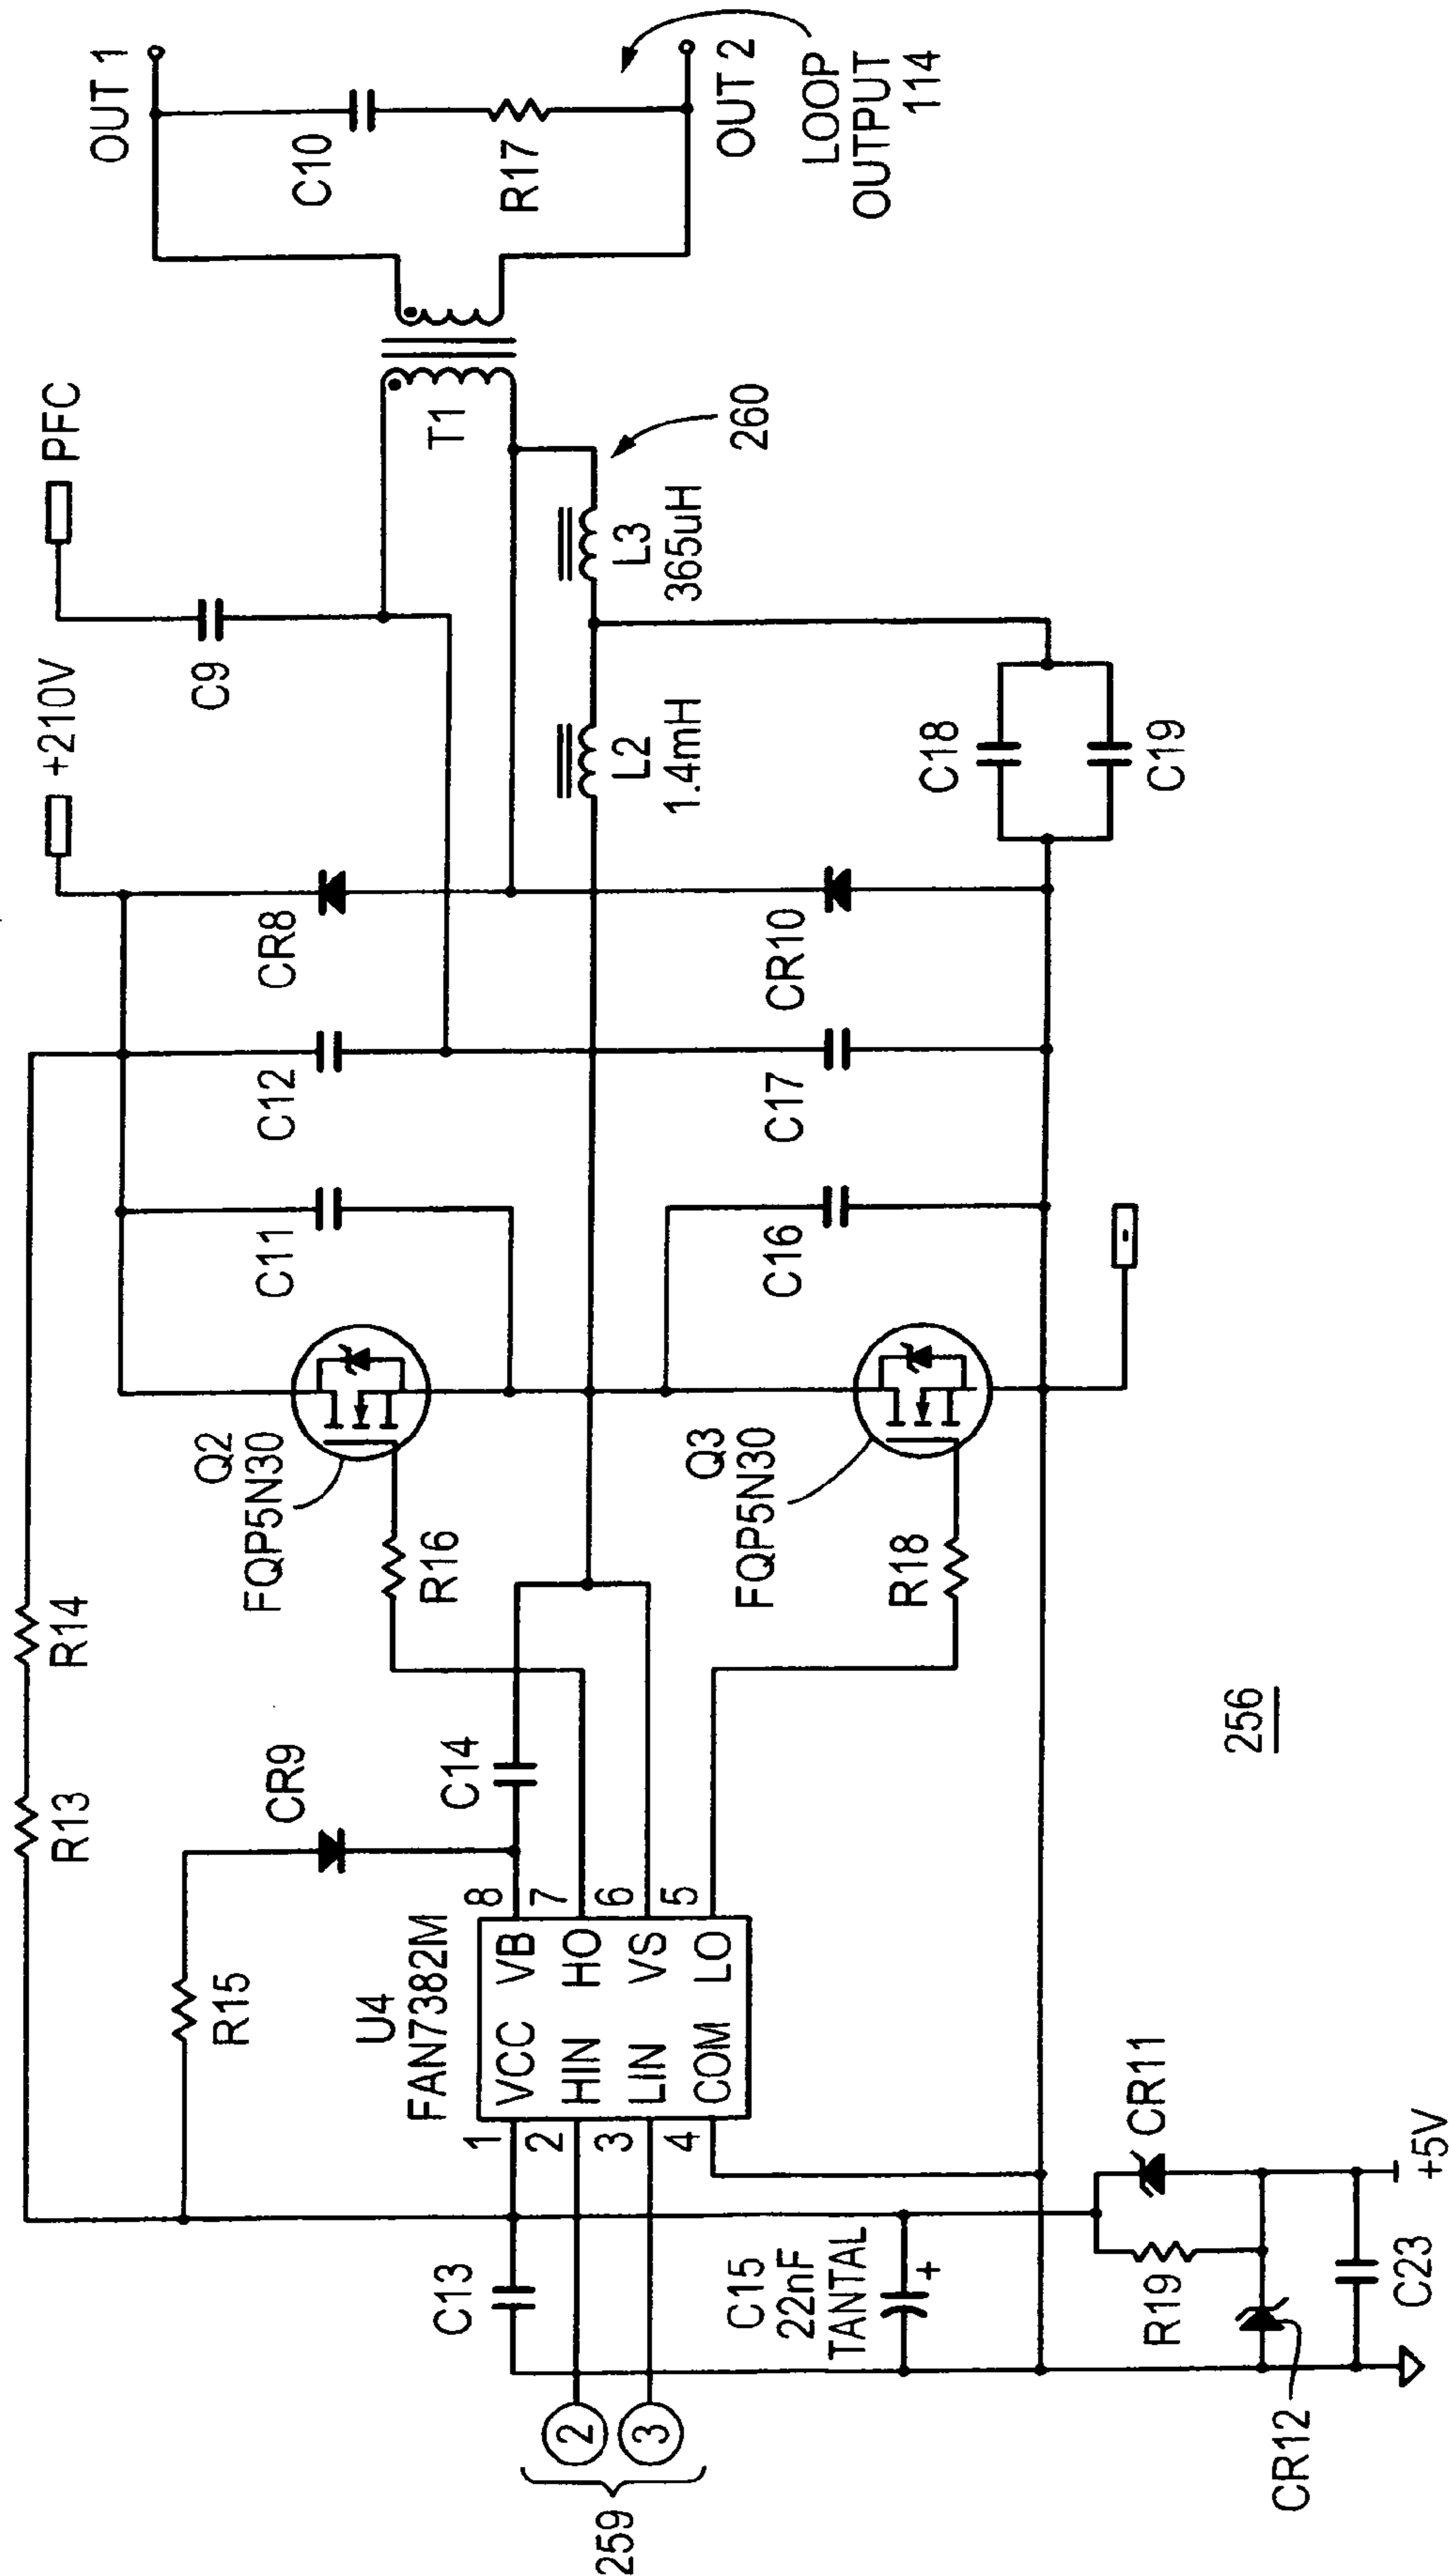 OUT 1
C10
R17
OUT 2
LOOP
OUTPUT
114
PFC
+210V
C9
T1
260
L3
365uH
L2
1.4mH
C18
C19
CR8
CR10
C12
C17
C11
C16
-
Q2
FQP5N30
Q3
FQP5N30
R16
R18
R14
R13
CR9
C14
R15
U4
FAN7382M
VCC VB
HIN HO
LIN VS
COM LO
8
7
6
5
1
2
3
4
C13
C15
22nF
TANTAL
+
CR11
R19
+5V
C23
CR12
2
3
259
256